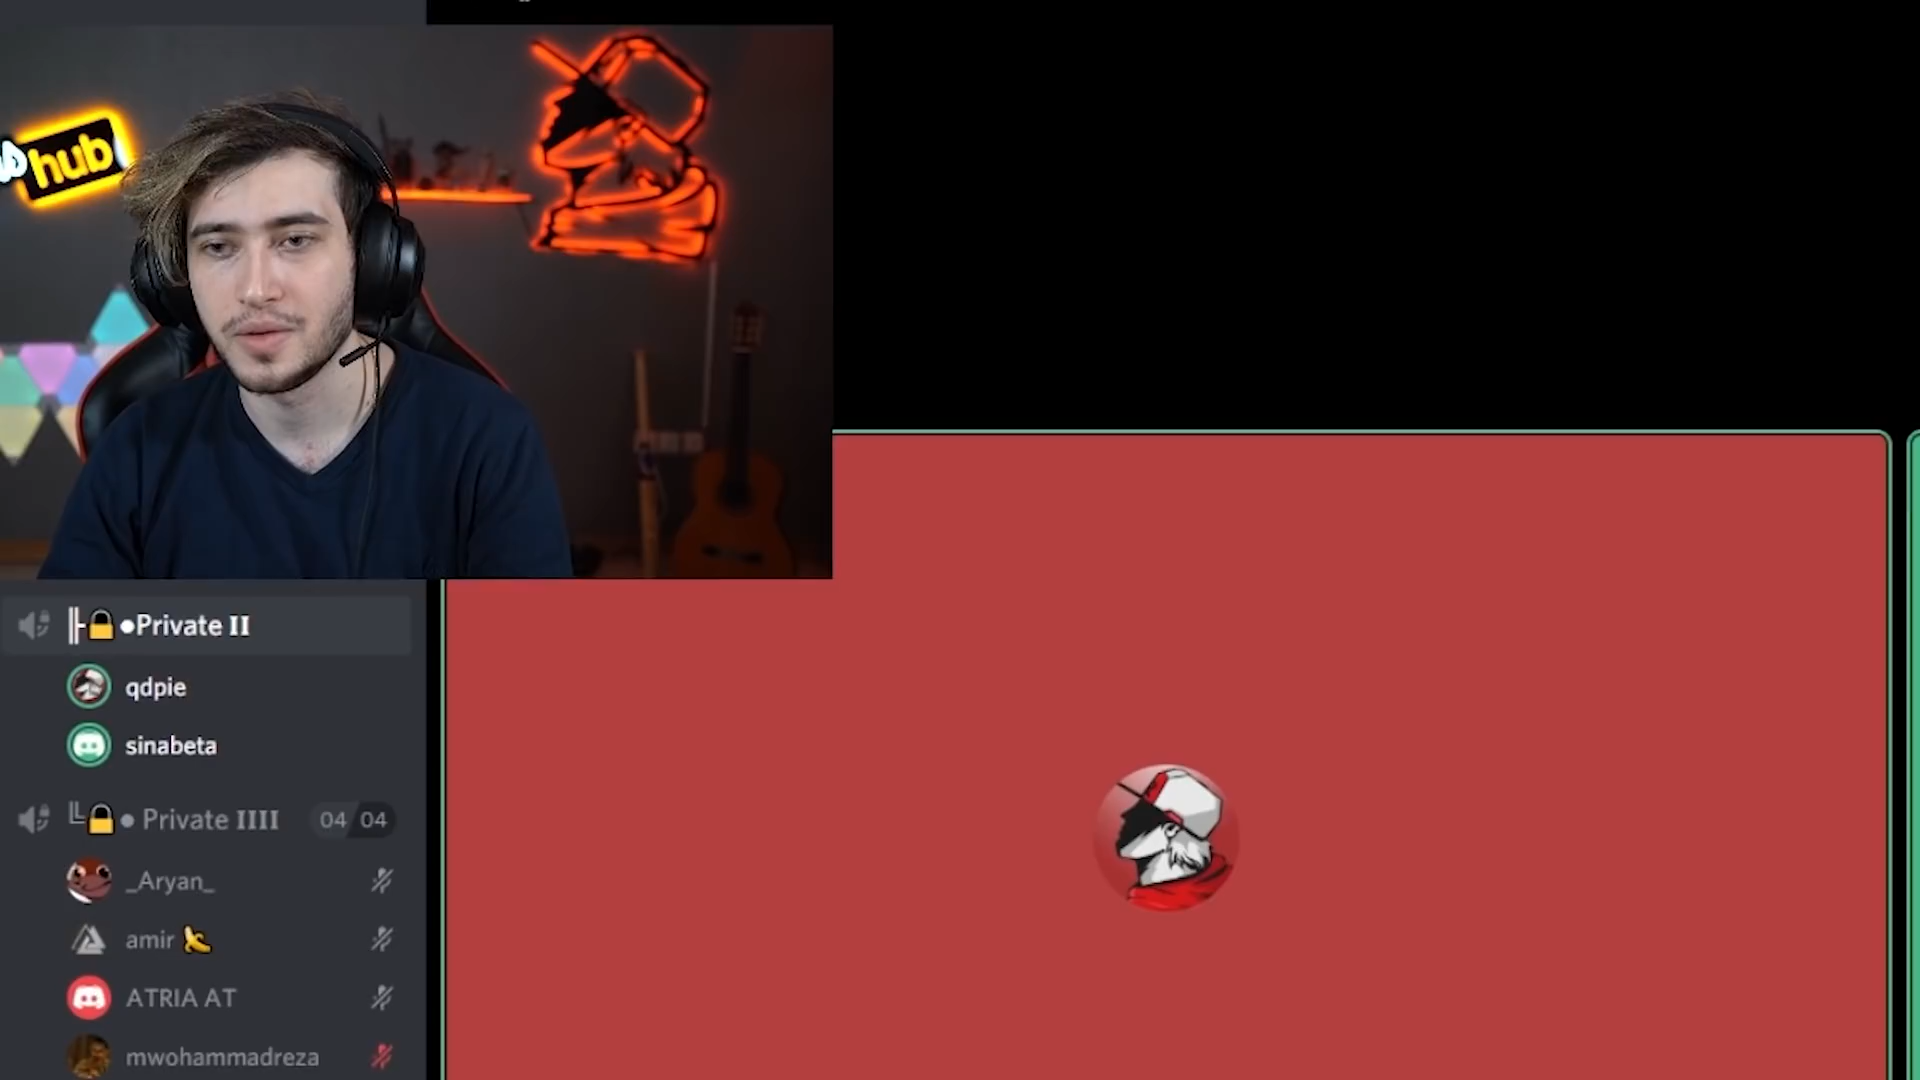 hub
Private II
qdpie
sinabeta
Private IIII 04 04
_Aryan_
amir
ATRIA AT
mwohammadreza